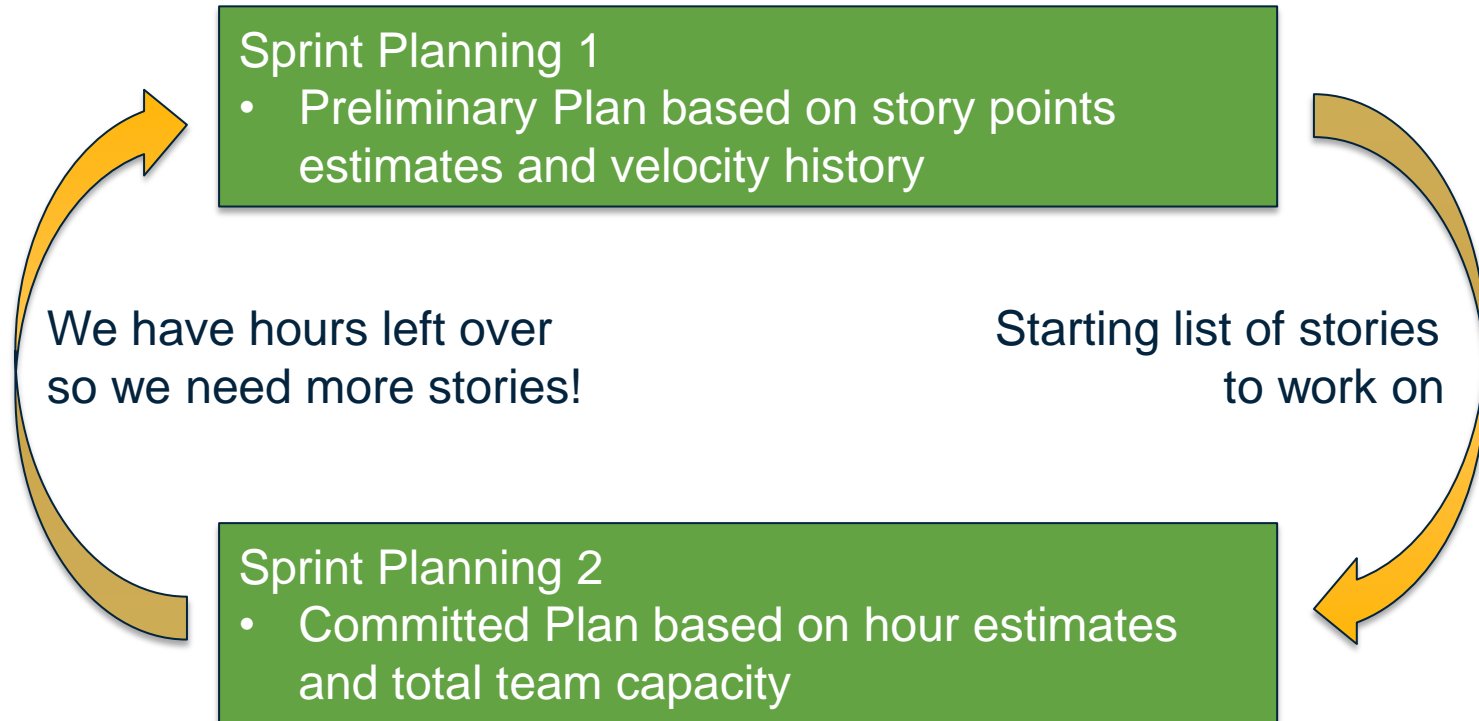 Sprint Planning 1
• Preliminary Plan based on story points
estimates and velocity history
We have hours left over
so we need more stories!
Starting list of stories
to work on
Sprint Planning 2
• Committed Plan based on hour estimates
and total team capacity